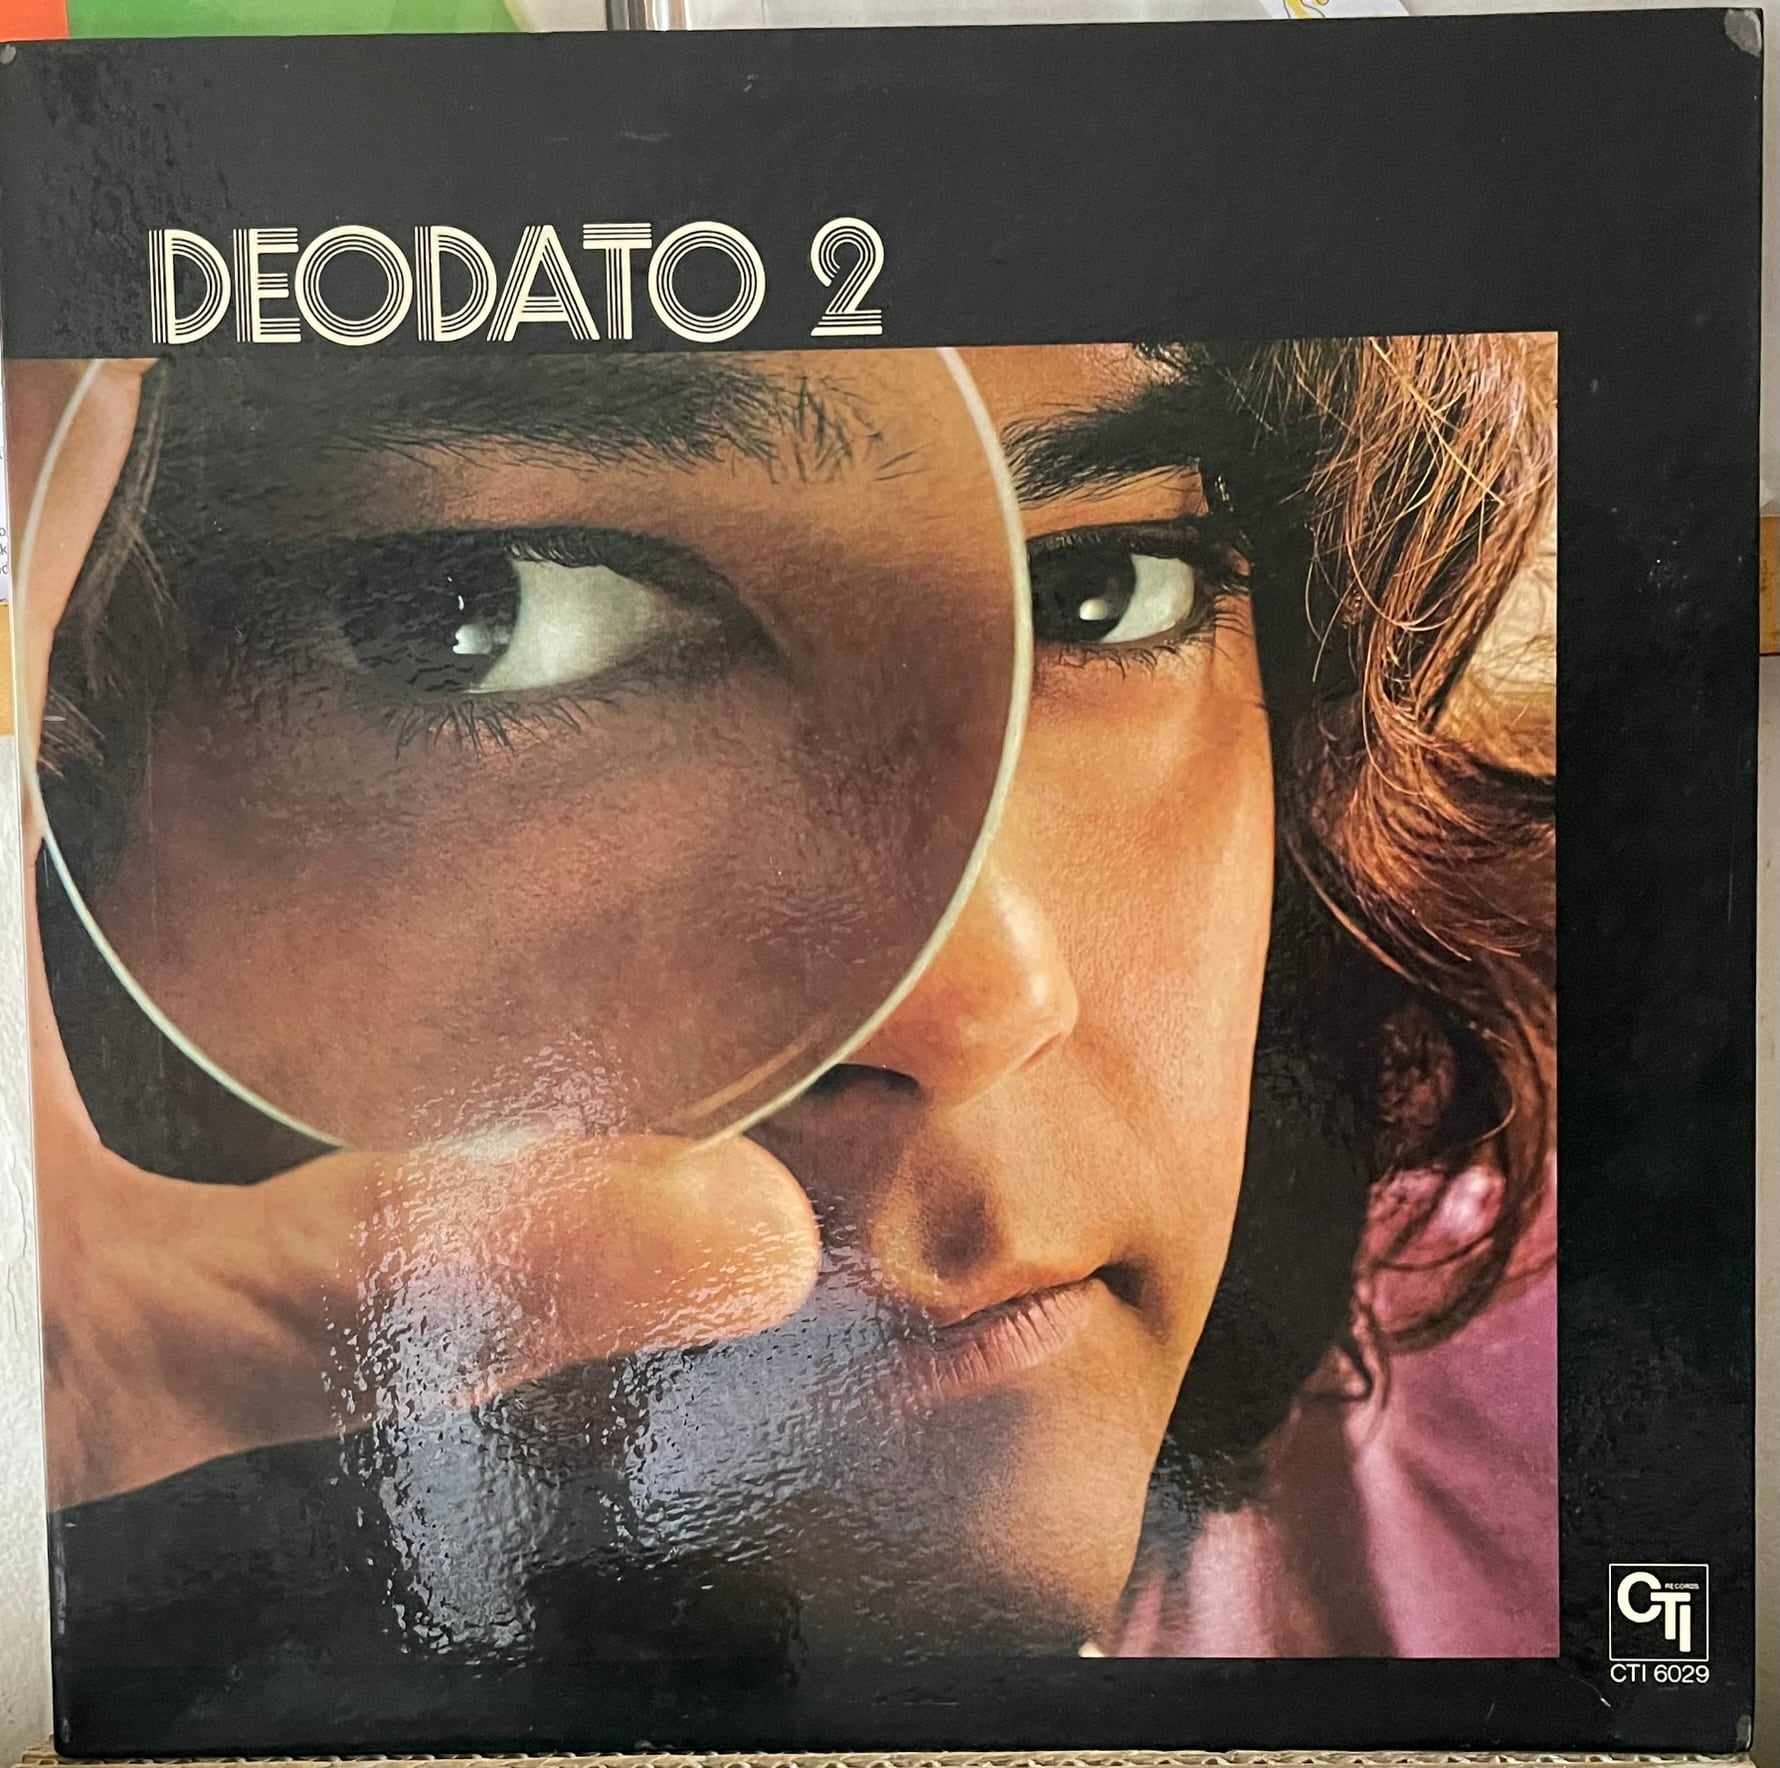 DEODATO 2
CTI RECORDS
CTI 6029